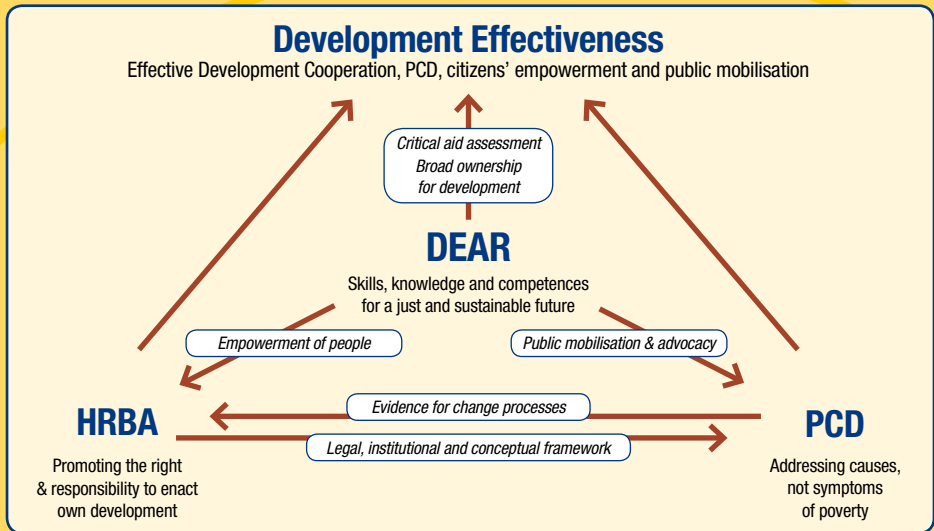 Development Effectiveness
Effective Development Cooperation, PCD, citizens’ empowerment and public mobilisation
Critical aid assessment
Broad ownership
for development
DEAR
Skills, knowledge and competences
for a just and sustainable future
Empowerment of people
Public mobilisation & advocacy
Evidence for change processes
Legal, institutional and conceptual framework
HRBA
Promoting the right
& responsibility to enact
own development
PCD
Addressing causes,
not symptoms
of poverty